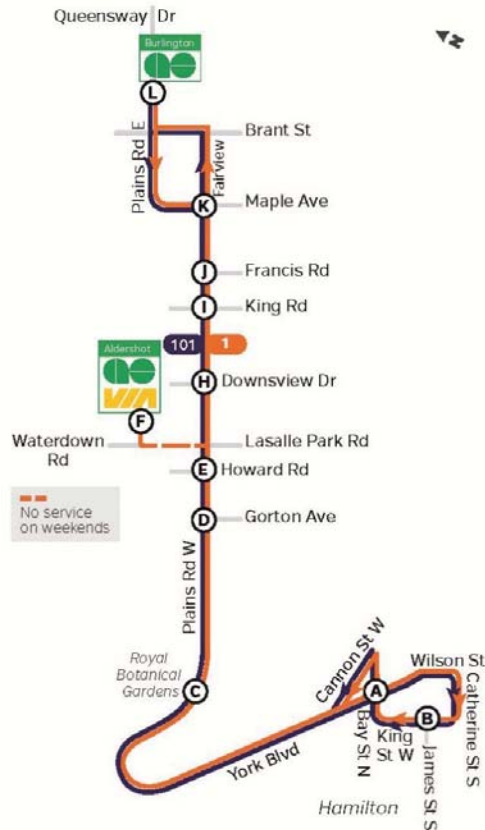 Queensway Dr
Burlington
GO
L
Plains Rd E
Brant St
Fairview
K
Maple Ave
J
Francis Rd
I
King Rd
101
1
Aldershot
GO
VIA
H
Downsview Dr
F
Waterdown
Rd
Lasalle Park Rd
E
Howard Rd
No service
on weekends
D
Gorton Ave
Plains Rd W
Royal
Botanical
Gardens
C
York Blvd
Cannon St W
A
Wilson St
Catherine St S
B
Bay St N
King
St W
James St S
Hamilton
N